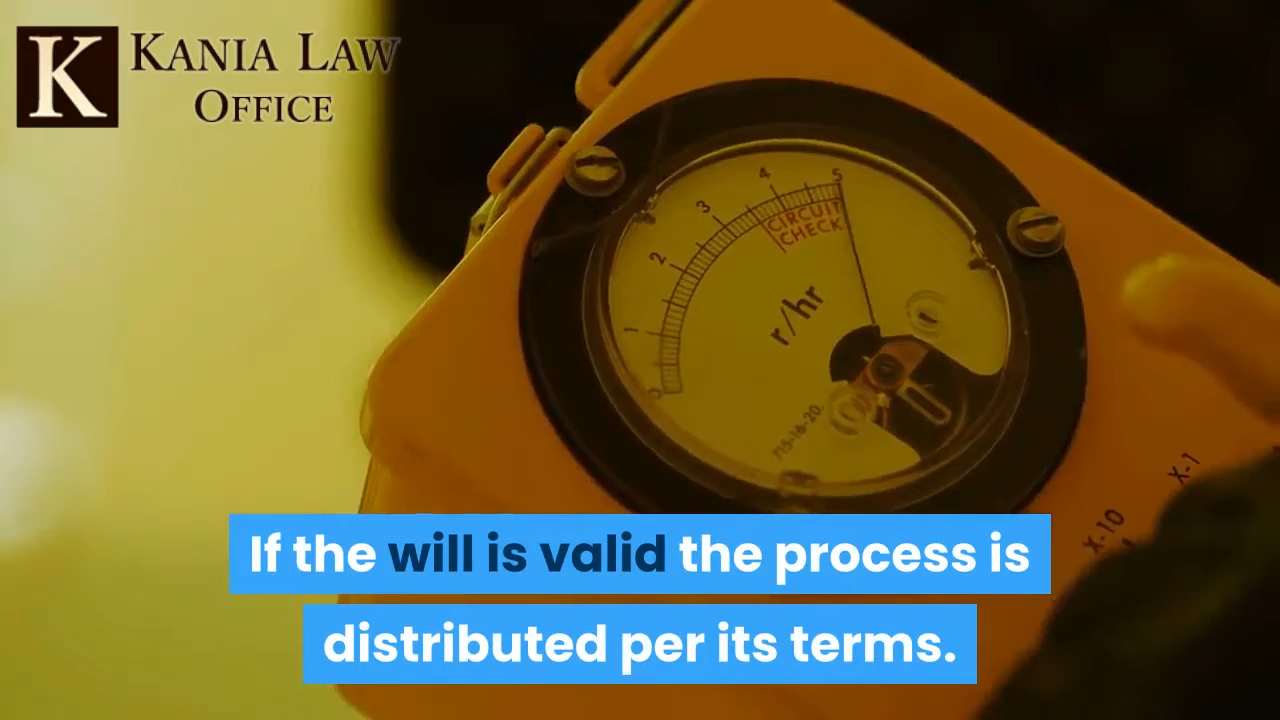 K
KANIA LAW
OFFICE
4
5
3
CIRCUIT
CHECK
2
r/hr
1
0
X-1
X-10
If the will is valid the process is
distributed per its terms.